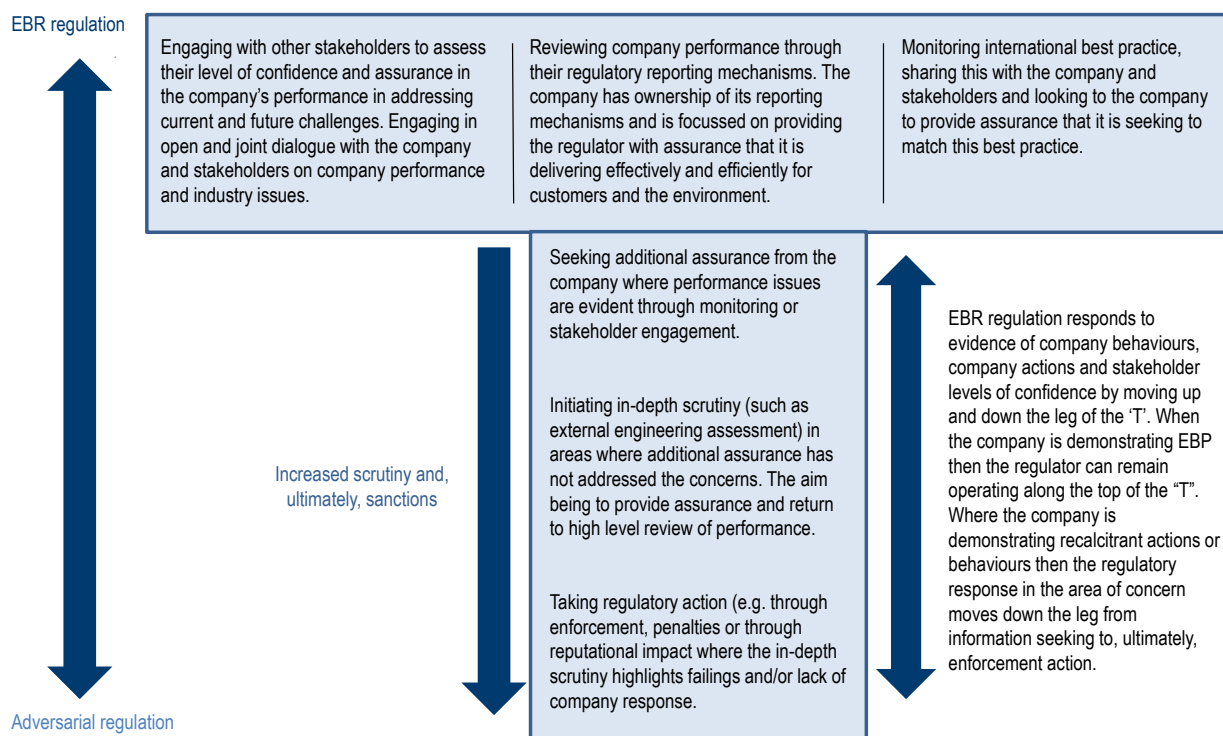 EBR regulation
Engaging with other stakeholders to assess
their level of confidence and assurance in
the company’s performance in addressing
current and future challenges. Engaging in
open and joint dialogue with the company
and stakeholders on company performance
and industry issues.
Reviewing company performance through
their regulatory reporting mechanisms. The
company has ownership of its reporting
mechanisms and is focussed on providing
the regulator with assurance that it is
delivering effectively and efficiently for
customers and the environment.
Monitoring international best practice,
sharing this with the company and
stakeholders and looking to the company
to provide assurance that it is seeking to
match this best practice.
Seeking additional assurance from the
company where performance issues
are evident through monitoring or
stakeholder engagement.
Initiating in-depth scrutiny (such as
external engineering assessment) in
areas where additional assurance has
not addressed the concerns. The aim
being to provide assurance and return
to high level review of performance.
Taking regulatory action (e.g. through
enforcement, penalties or through
reputational impact where the in-depth
scrutiny highlights failings and/or lack of
company response.
Increased scrutiny and,
ultimately, sanctions
EBR regulation responds to
evidence of company behaviours,
company actions and stakeholder
levels of confidence by moving up
and down the leg of the ‘T’. When
the company is demonstrating EBP
then the regulator can remain
operating along the top of the “T”.
Where the company is
demonstrating recalcitrant actions or
behaviours then the regulatory
response in the area of concern
moves down the leg from
information seeking to, ultimately,
enforcement action.
Adversarial regulation